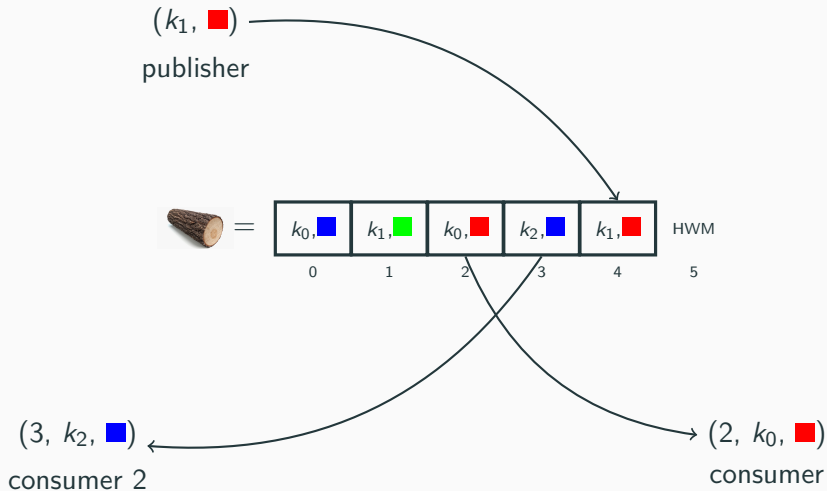 (k₁, ■)
publisher
= k₀,■ k₁,■ k₀,■ k₂,■ k₁,■ HWM
0 1 2 3 4 5
(3, k₂, ■)
consumer 2
(2, k₀, ■)
consumer